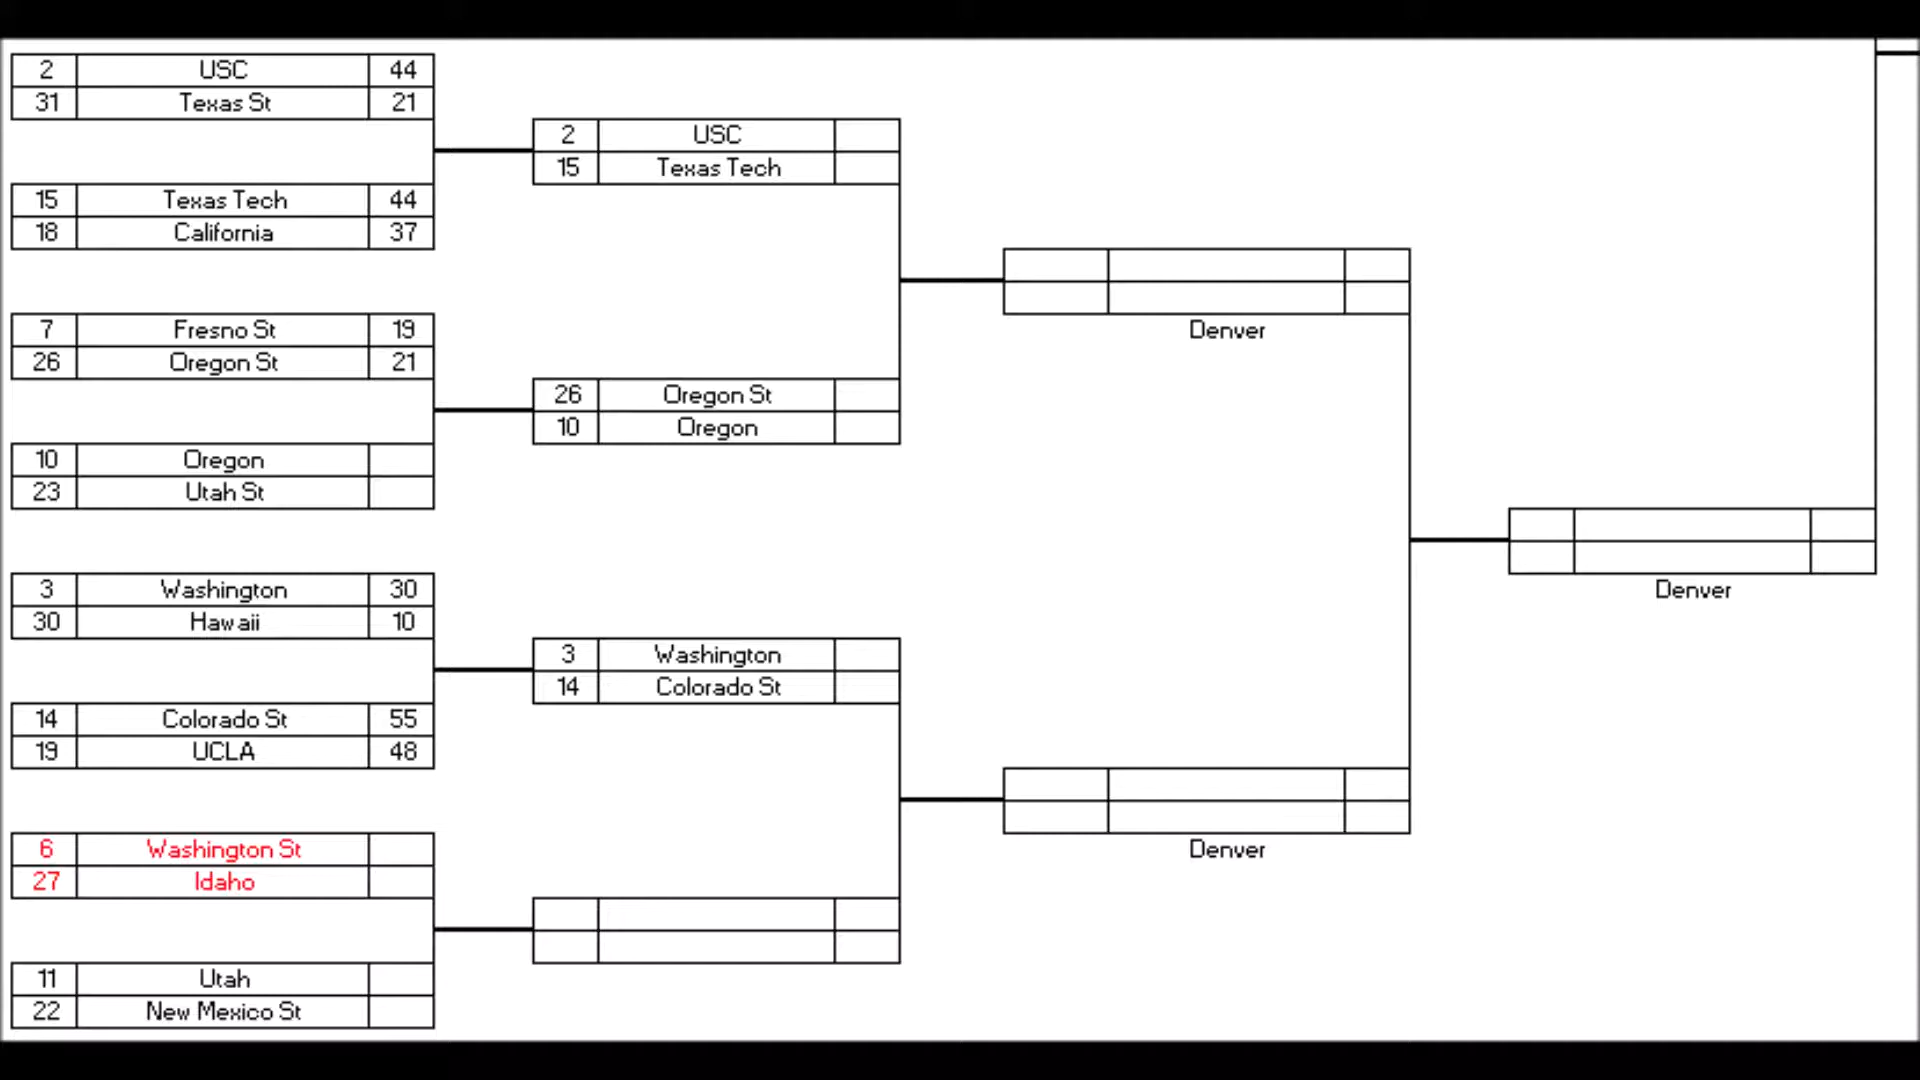 2 USC 44
31 Texas St 21
2 USC
15 Texas Tech
15 Texas Tech 44
18 California 37
7 Fresno St 19
26 Oregon St 21
Denver
26 Oregon St
10 Oregon
10 Oregon
23 Utah St
3 Washington 30
30 Hawaii 10
Denver
3 Washington
14 Colorado St
14 Colorado St 55
19 UCLA 48
6 Washington St
27 Idaho
Denver
11 Utah
22 New Mexico St